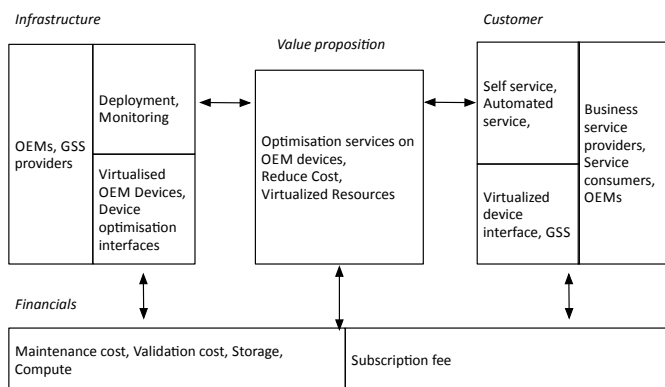 Infrastructure
Customer
Value proposition
OEMs, GSS
providers
Deployment,
Monitoring
Virtualised
OEM Devices,
Device
optimisation
interfaces
Optimisation services on
OEM devices,
Reduce Cost,
Virtualized Resources
Self service,
Automated
service,
Virtualized
device
interface, GSS
Business
service
providers,
Service
consumers,
OEMs
Financials
Maintenance cost, Validation cost, Storage,
Compute
Subscription fee